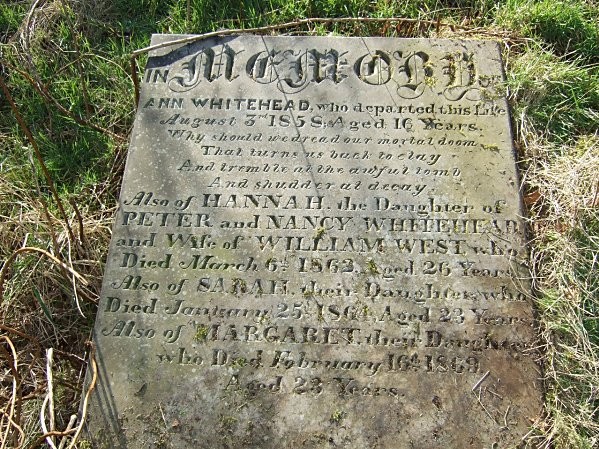 IN MEMORY OF
ANN WHITEHEAD, who departed this Life
August 3rd 1858, Aged 16 Years.
Why should we dread our mortal doom
That turns us back to clay
And tremble at the awful tomb
And shudder at decay.
Also of HANNAH, the Daughter of
PETER and NANCY WHITEHEAD
and Wife of WILLIAM WEST, who
Died March 6th 1862, Aged 26 Years.
Also of SARAH, their Daughter, who
Died January 25th Aged 23 Years.
Also of MARGARET, their Daughter
who Died February 16th 1869.
Aged 23 Years.